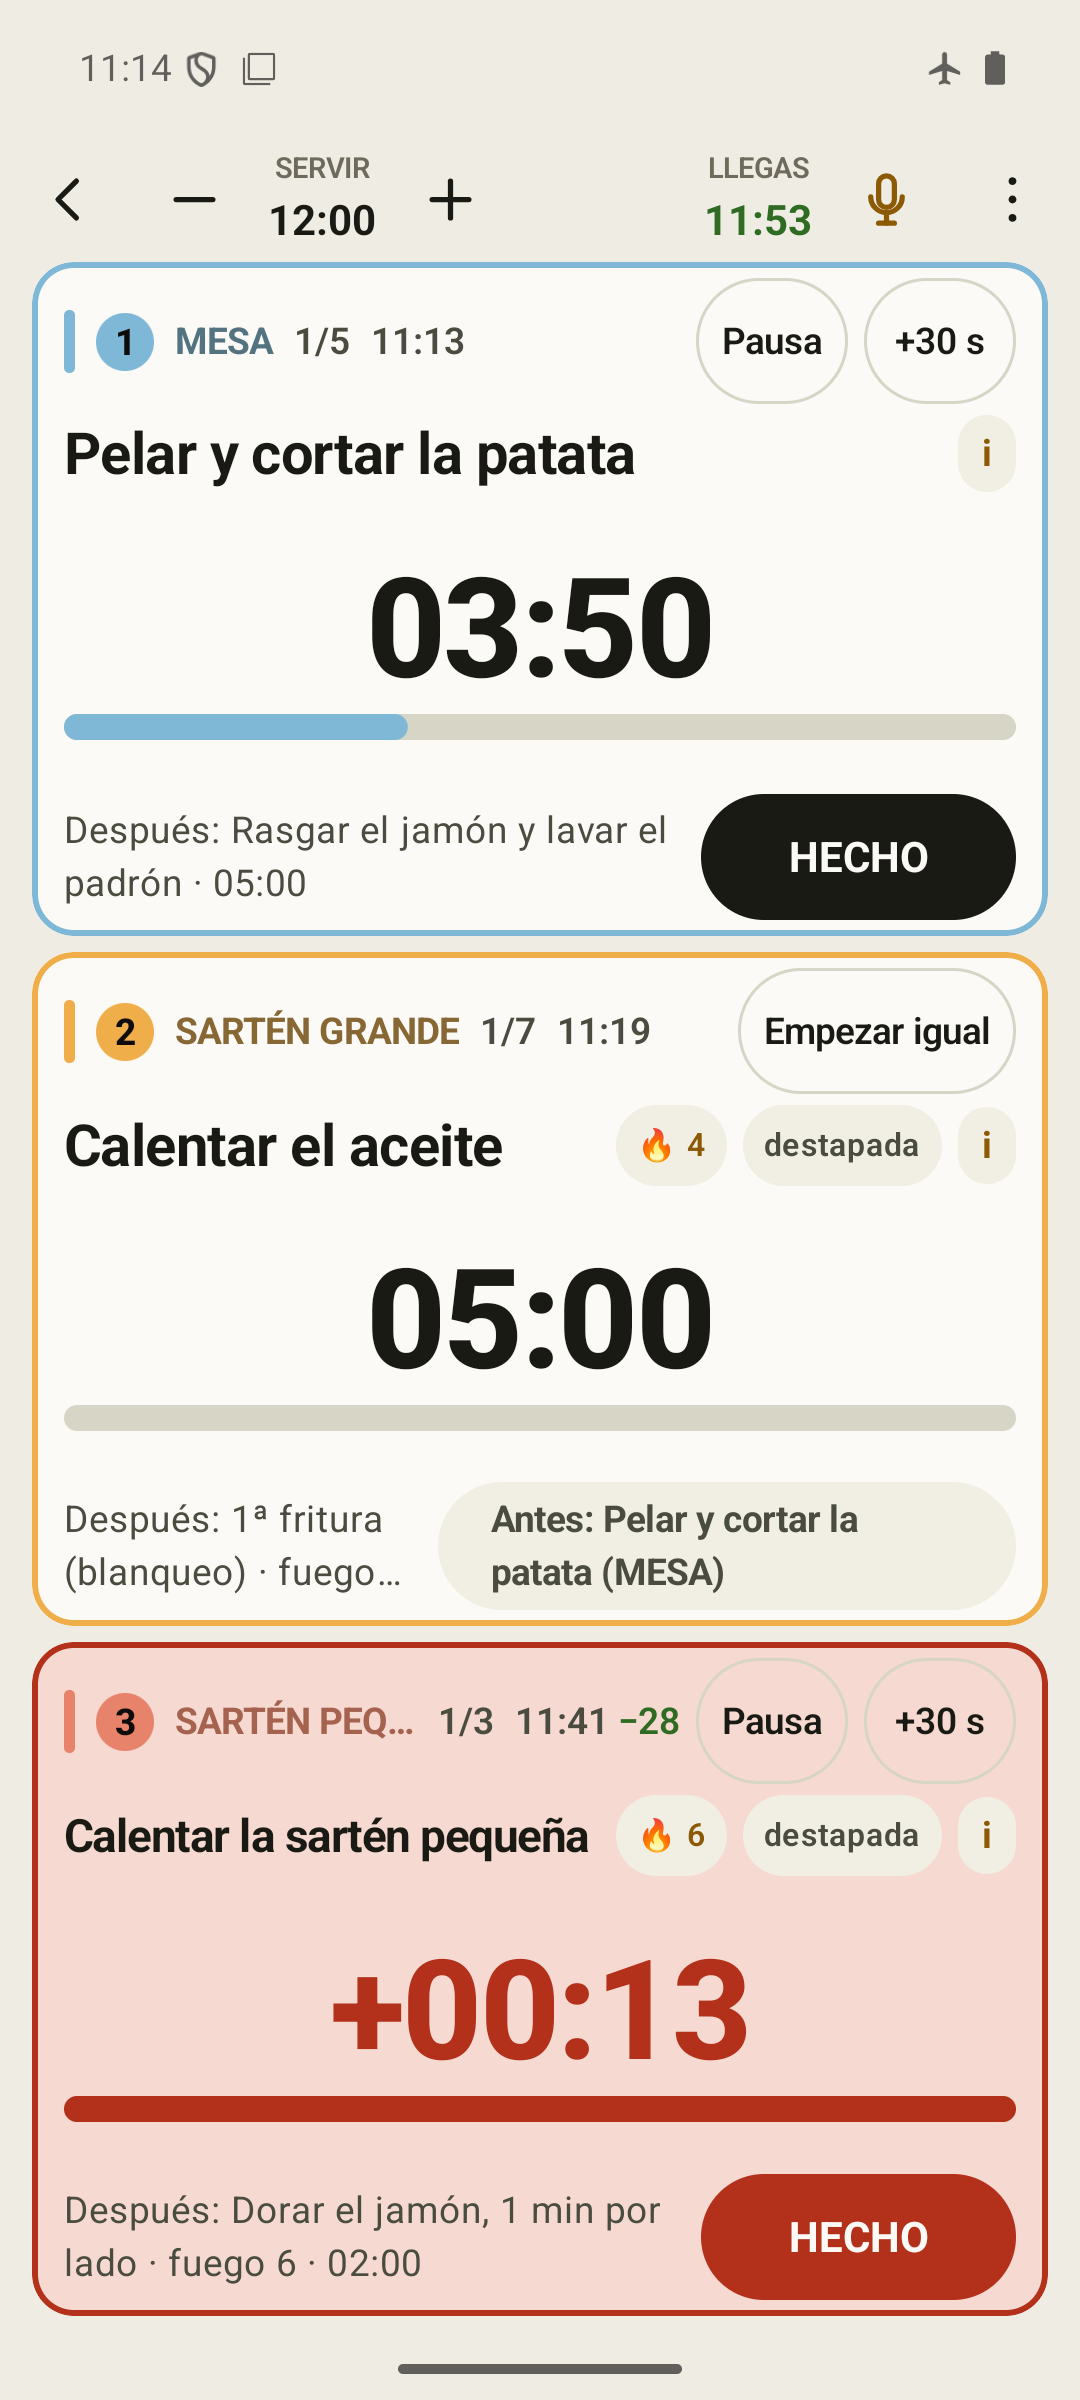 11:14
SERVIR
12:00
LLEGAS
11:53
1 MESA 1/5 11:13 Pausa +30 s
Pelar y cortar la patata i
03:50
Después: Rasgar el jamón y lavar el
padrón · 05:00
HECHO
2 SARTÉN GRANDE 1/7 11:19 Empezar igual
Calentar el aceite 🔥 4 destapada i
05:00
Después: 1ª fritura
(blanqueo) · fuego…
Antes: Pelar y cortar la
patata (MESA)
3 SARTÉN PEQ… 1/3 11:41 −28 Pausa +30 s
Calentar la sartén pequeña 🔥 6 destapada i
+00:13
Después: Dorar el jamón, 1 min por
lado · fuego 6 · 02:00
HECHO